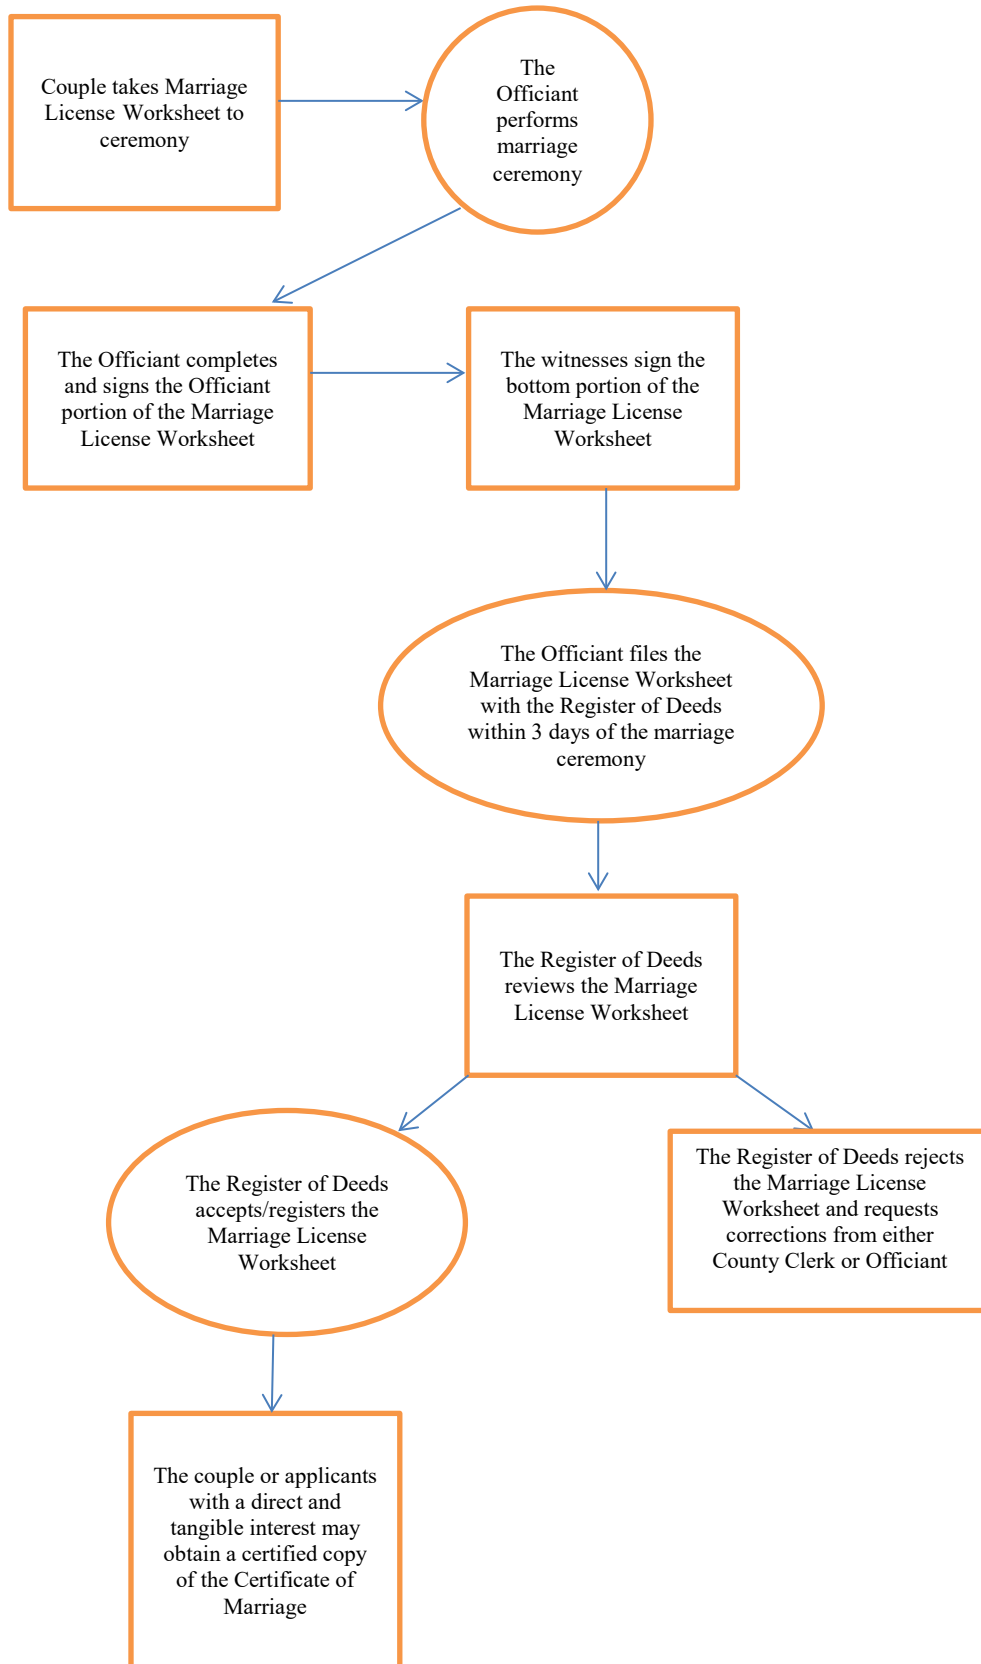 Couple takes Marriage
License Worksheet to
ceremony
The
Officiant
performs
marriage
ceremony
The Officiant completes
and signs the Officiant
portion of the Marriage
License Worksheet
The witnesses sign the
bottom portion of the
Marriage License
Worksheet
The Officiant files the
Marriage License Worksheet
with the Register of Deeds
within 3 days of the marriage
ceremony
The Register of Deeds
reviews the Marriage
License Worksheet
The Register of Deeds
accepts/registers the
Marriage License
Worksheet
The Register of Deeds rejects
the Marriage License
Worksheet and requests
corrections from either
County Clerk or Officiant
The couple or applicants
with a direct and
tangible interest may
obtain a certified copy
of the Certificate of
Marriage